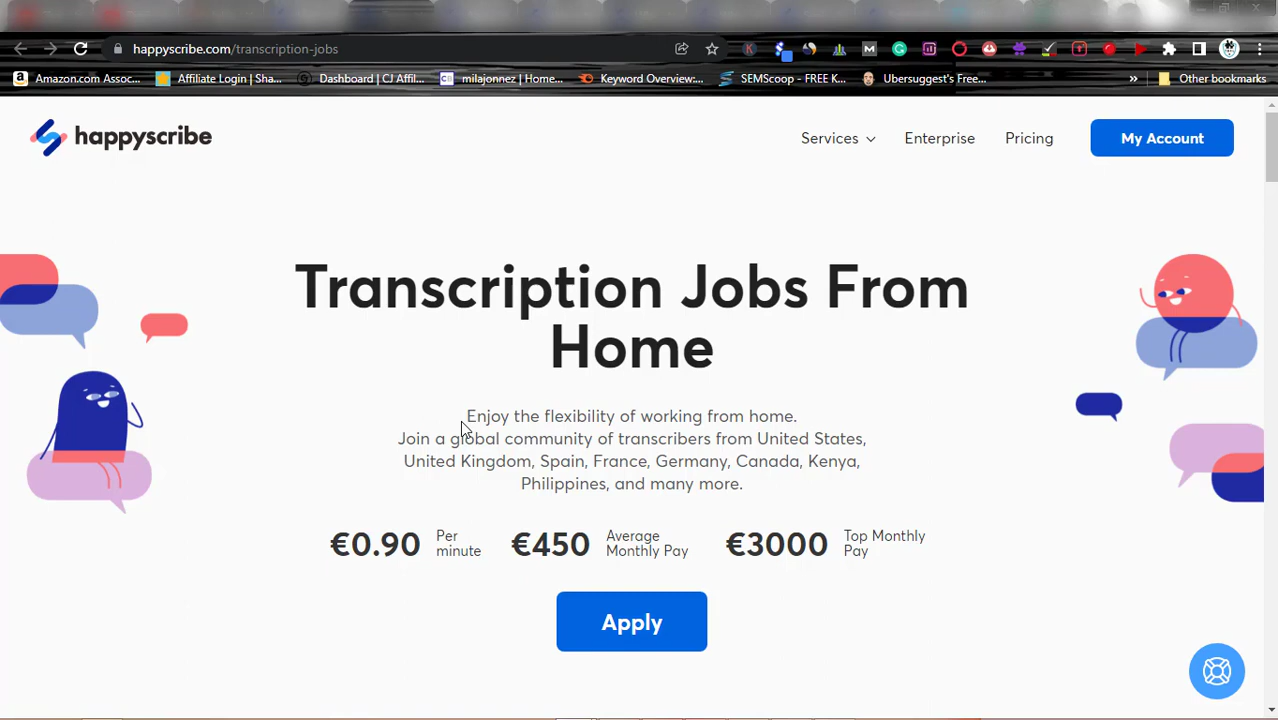 happyscribe.com/transcription-jobs
Amazon.com Assoc...
Affiliate Login | Sha...
Dashboard | CJ Affil...
milajonnez | Home...
Keyword Overview:...
SEMScoop - FREE K...
Ubersuggest's Free...
»
Other bookmarks
happyscribe
Services
Enterprise
Pricing
My Account
Transcription Jobs From
Home
Enjoy the flexibility of working from home.
Join a global community of transcribers from United States,
United Kingdom, Spain, France, Germany, Canada, Kenya,
Philippines, and many more.
€0.90 Per minute
€450 Average Monthly Pay
€3000 Top Monthly Pay
Apply